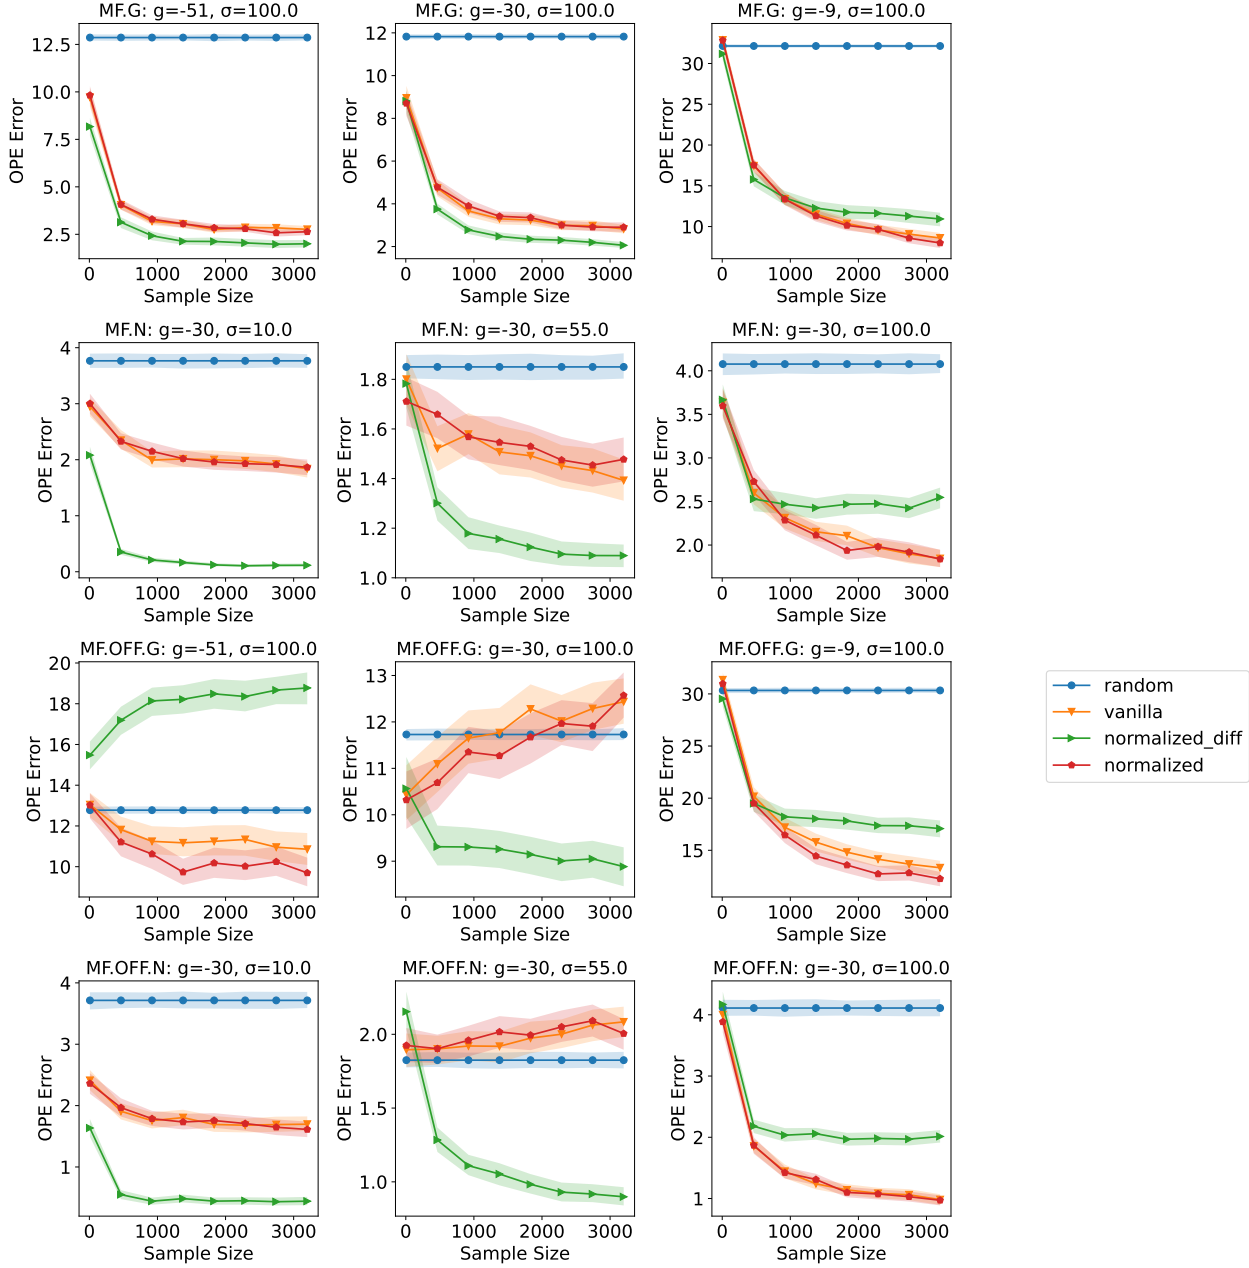 MF.G: g=-51, σ=100.0
OPE Error
12.5
10.0
7.5
5.0
2.5
0 1000 2000 3000
Sample Size
MF.G: g=-30, σ=100.0
OPE Error
12
10
8
6
4
2
0 1000 2000 3000
Sample Size
MF.G: g=-9, σ=100.0
OPE Error
30
25
20
15
10
0 1000 2000 3000
Sample Size
MF.N: g=-30, σ=10.0
OPE Error
4
3
2
1
0
0 1000 2000 3000
Sample Size
MF.N: g=-30, σ=55.0
OPE Error
1.8
1.6
1.4
1.2
1.0
0 1000 2000 3000
Sample Size
MF.N: g=-30, σ=100.0
OPE Error
4.0
3.5
3.0
2.5
2.0
0 1000 2000 3000
Sample Size
MF.OFF.G: g=-51, σ=100.0
OPE Error
20
18
16
14
12
10
0 1000 2000 3000
Sample Size
MF.OFF.G: g=-30, σ=100.0
OPE Error
13
12
11
10
9
0 1000 2000 3000
Sample Size
MF.OFF.G: g=-9, σ=100.0
OPE Error
30
25
20
15
0 1000 2000 3000
Sample Size
random
vanilla
normalized_diff
normalized
MF.OFF.N: g=-30, σ=10.0
OPE Error
4
3
2
1
0 1000 2000 3000
Sample Size
MF.OFF.N: g=-30, σ=55.0
OPE Error
2.0
1.5
1.0
0 1000 2000 3000
Sample Size
MF.OFF.N: g=-30, σ=100.0
OPE Error
4
3
2
1
0 1000 2000 3000
Sample Size